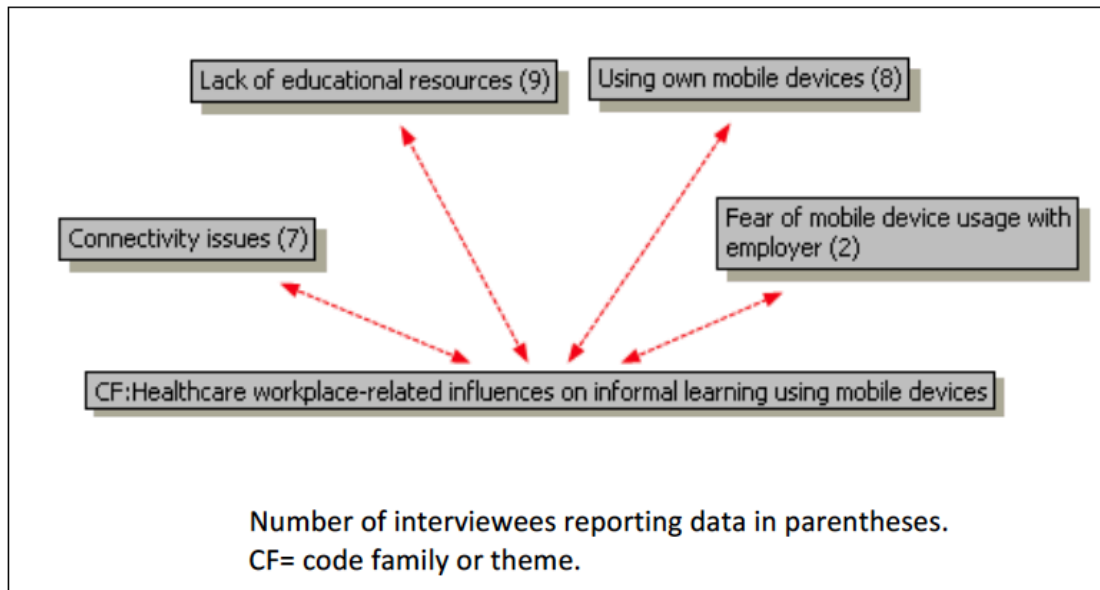 Lack of educational resources (9)
Using own mobile devices (8)
Connectivity issues (7)
Fear of mobile device usage with
employer (2)
CF:Healthcare workplace-related influences on informal learning using mobile devices
Number of interviewees reporting data in parentheses.
CF= code family or theme.